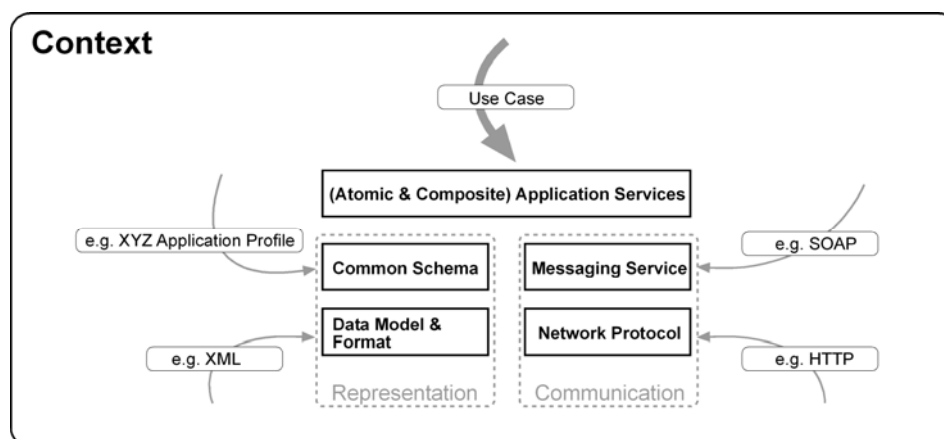 Context
Use Case
(Atomic & Composite) Application Services
e.g. XYZ Application Profile
e.g. SOAP
Common Schema
Messaging Service
Data Model &
Format
Network Protocol
e.g. XML
e.g. HTTP
Representation
Communication